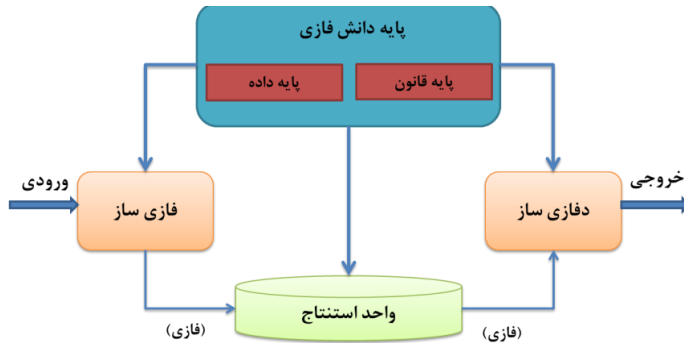 پایه دانش فازی
پایه قانون
پایه داده
ورودی
خروجی
فازی ساز
دفازی ساز
واحد استنتاج
(فازی)
(فازی)